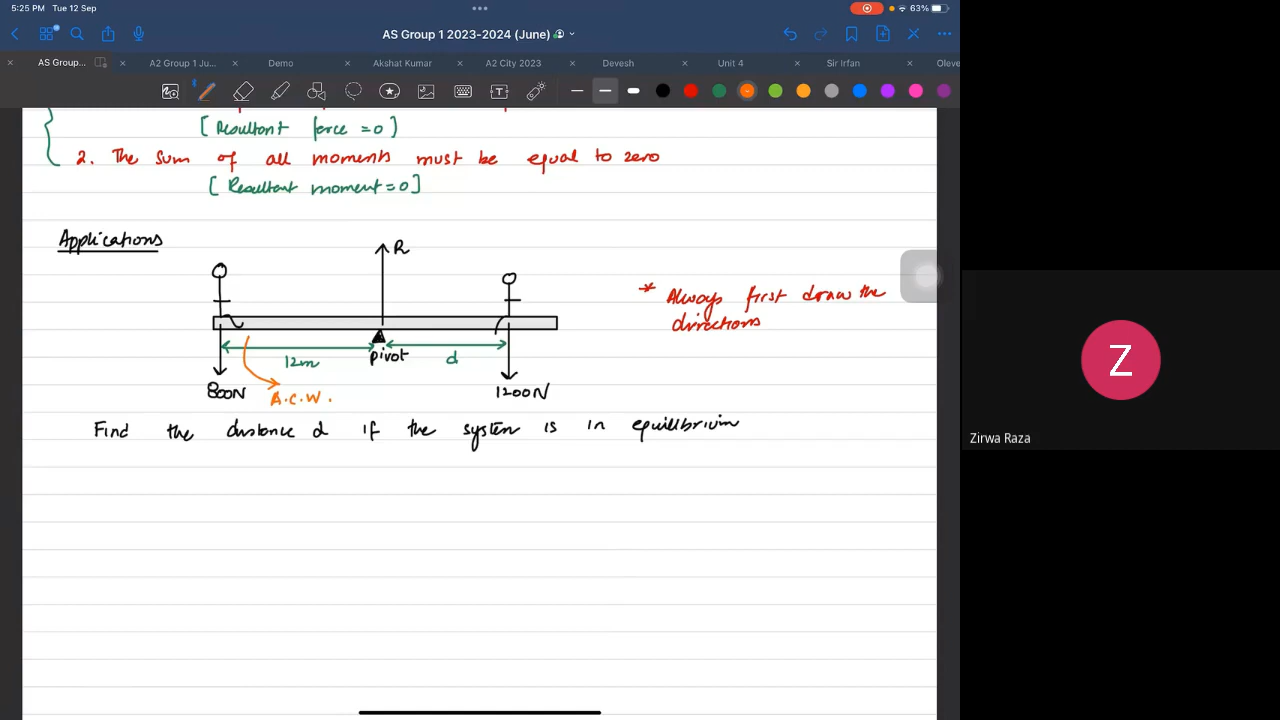 5:25 PM Tue 12 Sep
63%
AS Group 1 2023-2024 (June)
AS Group... A2 Group 1 Ju... Demo Akshat Kumar A2 City 2023 Devesh Unit 4 Sir Irfan Oleve
[ Resultant force = 0 ]
2. The sum of all moments must be equal to zero
[ Resultant moment = 0 ]
Applications
R
* Always first draw the
directions
12m
pivot
d
800N
A.C.W.
1200N
Find the distance d if the system is in equilibrium
Z
Zirwa Raza